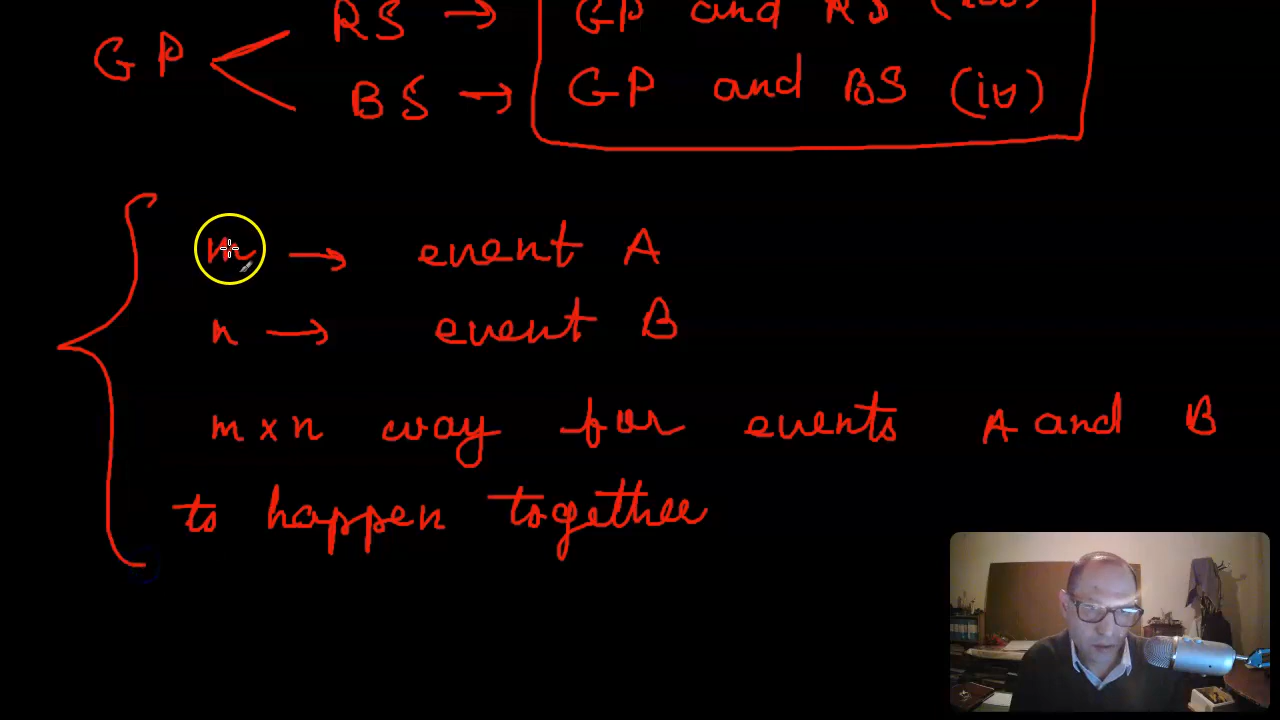 RS → GP and RS (iii)
GP < BS → GP and BS (iv)
m → event A
n → event B
m × n way for events A and B
to happen together